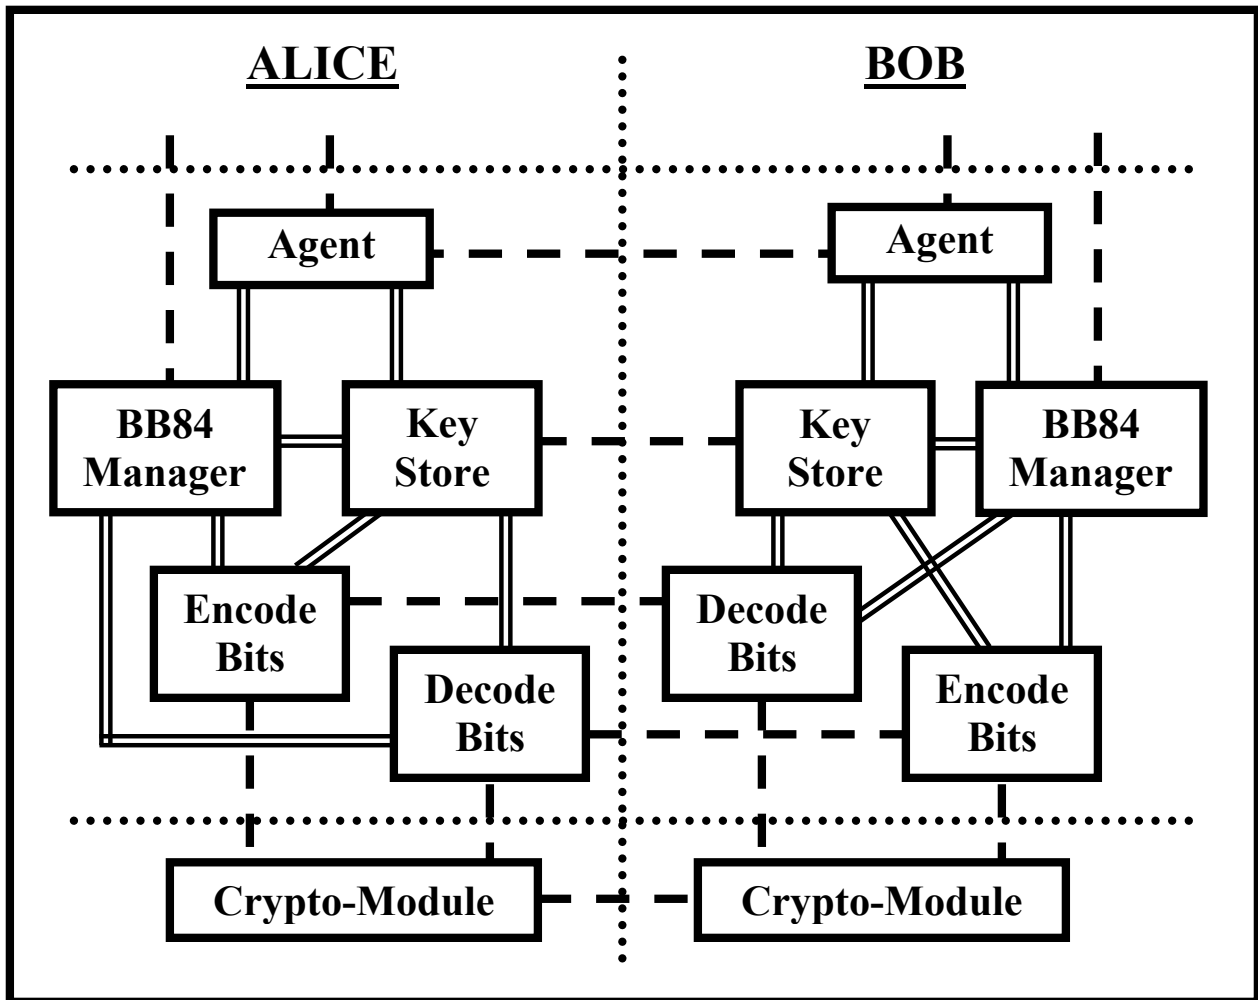 ALICE
BOB
Agent
Agent
BB84
Manager
Key
Store
Key
Store
BB84
Manager
Encode
Bits
Decode
Bits
Decode
Bits
Encode
Bits
Crypto-Module
Crypto-Module